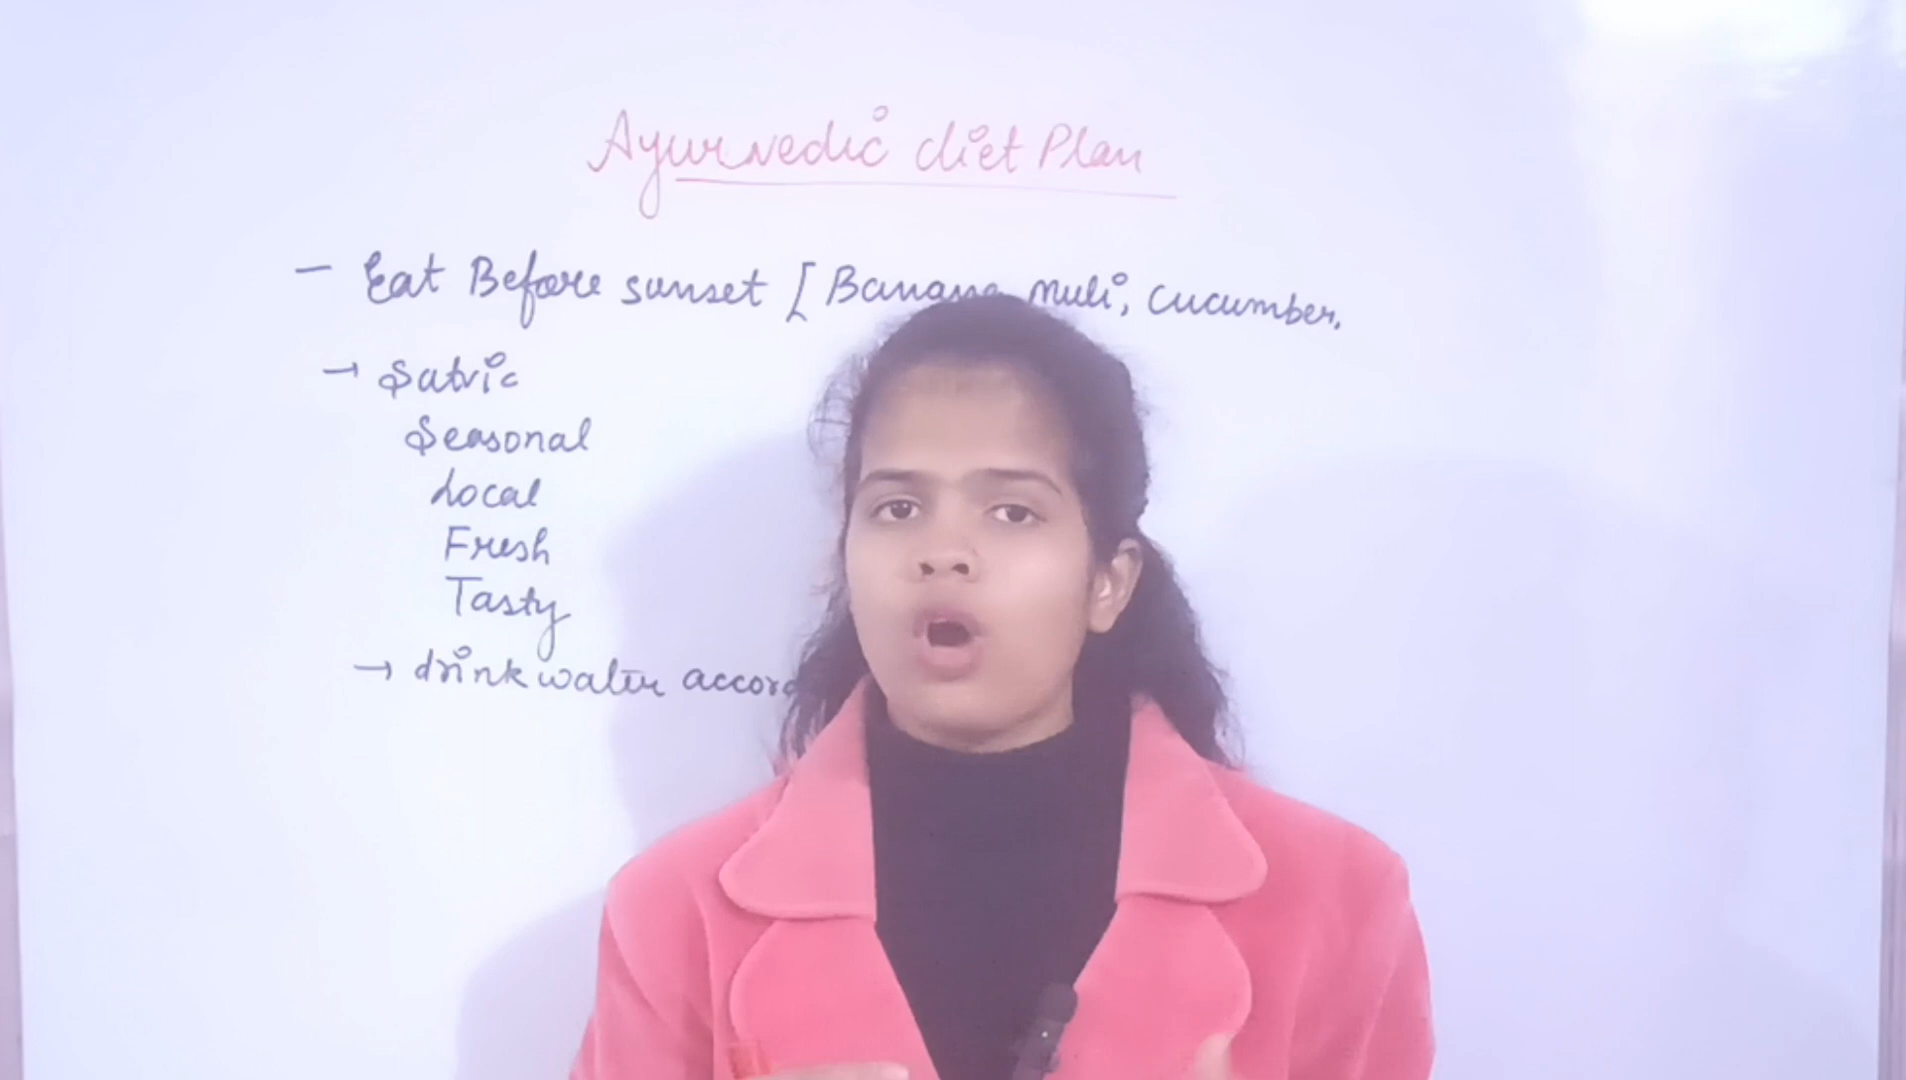 Ayurvedic diet Plan
- Eat Before sunset [ Banana muli, cucumber,
→ Satvic
Seasonal
Local
Fresh
Tasty
→ drink water